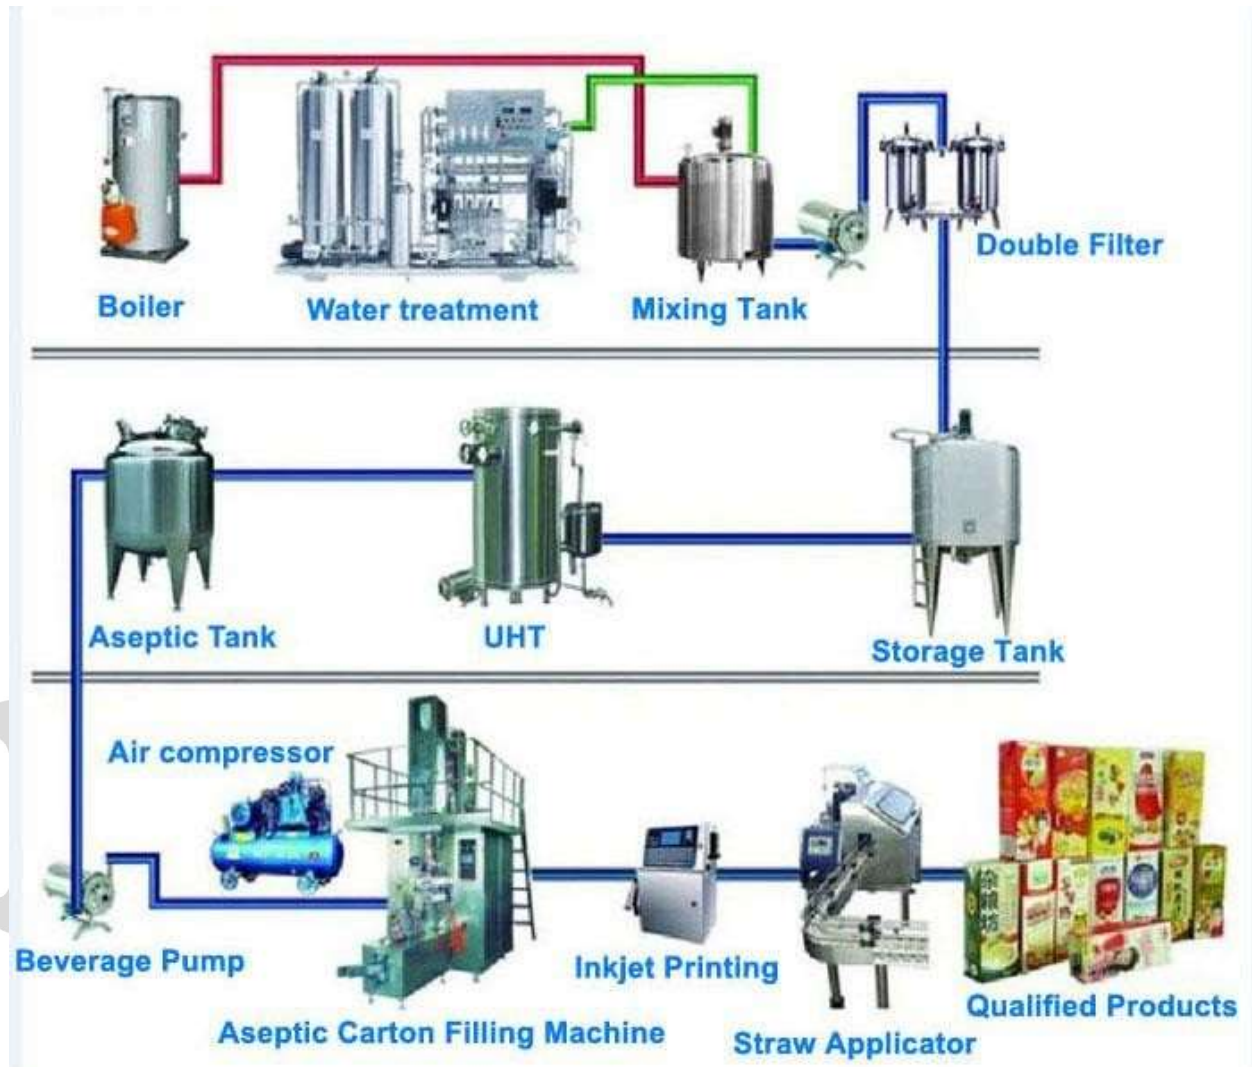 Boiler
Water treatment
Mixing Tank
Double Filter
Aseptic Tank
UHT
Storage Tank
Air compressor
Beverage Pump
Aseptic Carton Filling Machine
Inkjet Printing
Straw Applicator
Qualified Products